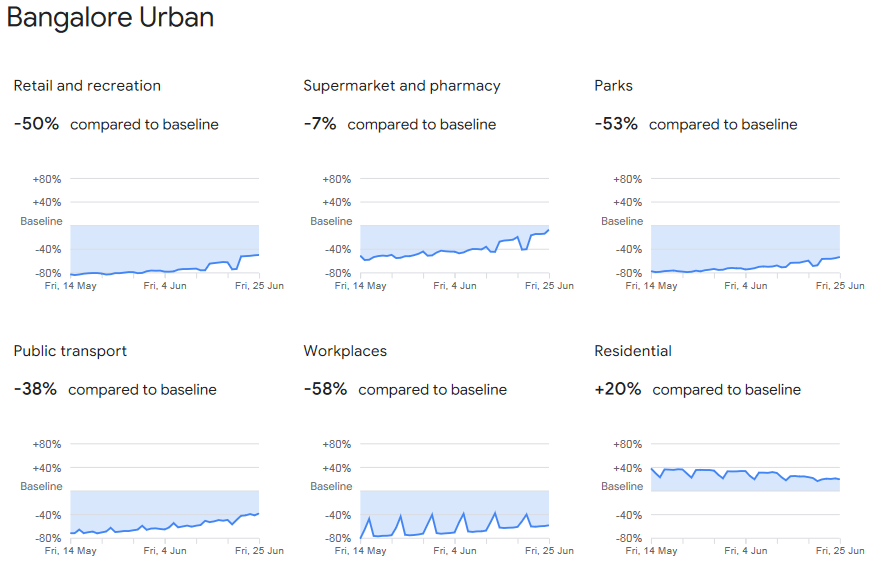 Bangalore Urban
Retail and recreation
-50% compared to baseline
+80%
+40%
Baseline
-40%
-80%
Fri, 14 May Fri, 4 Jun Fri, 25 Jun
Supermarket and pharmacy
-7% compared to baseline
+80%
+40%
Baseline
-40%
-80%
Fri, 14 May Fri, 4 Jun Fri, 25 Jun
Parks
-53% compared to baseline
+80%
+40%
Baseline
-40%
-80%
Fri, 14 May Fri, 4 Jun Fri, 25 Jun
Public transport
-38% compared to baseline
+80%
+40%
Baseline
-40%
-80%
Fri, 14 May Fri, 4 Jun Fri, 25 Jun
Workplaces
-58% compared to baseline
+80%
+40%
Baseline
-40%
-80%
Fri, 14 May Fri, 4 Jun Fri, 25 Jun
Residential
+20% compared to baseline
+80%
+40%
Baseline
-40%
-80%
Fri, 14 May Fri, 4 Jun Fri, 25 Jun